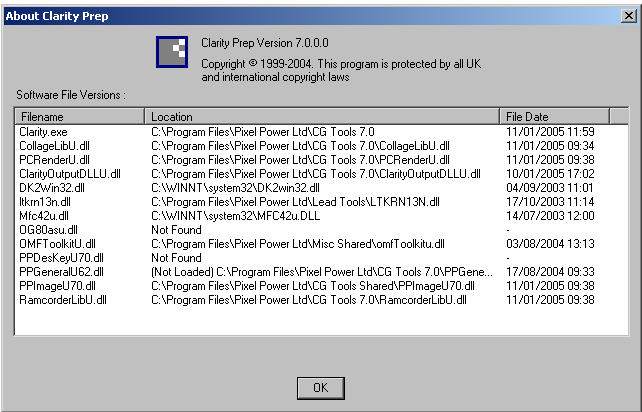 About Clarity Prep
Clarity Prep Version 7.0.0.0
Copyright © 1999-2004. This program is protected by all UK
and international copyright laws
Software File Versions :
Filename Location File Date
Clarity.exe C:\Program Files\Pixel Power Ltd\CG Tools 7.0 11/01/2005 11:59
CollageLibU.dll C:\Program Files\Pixel Power Ltd\CG Tools 7.0\CollageLibU.dll 11/01/2005 09:34
PCRenderU.dll C:\Program Files\Pixel Power Ltd\CG Tools 7.0\PCRenderU.dll 11/01/2005 09:38
ClarityOutputDLLU.dll C:\Program Files\Pixel Power Ltd\CG Tools 7.0\ClarityOutputDLLU.dll 10/01/2005 17:02
DK2Win32.dll C:\WINNT\system32\DK2win32.dll 04/09/2003 11:01
ltkrn13n.dll C:\Program Files\Pixel Power Ltd\Lead Tools\LTKRN13N.dll 17/10/2003 11:14
Mfc42u.dll C:\WINNT\system32\MFC42u.DLL 14/07/2003 12:00
OG80asu.dll Not Found -
OMFToolkitU.dll C:\Program Files\Pixel Power Ltd\Misc Shared\omfToolkitu.dll 03/08/2004 13:13
PPDesKeyU70.dll Not Found -
PPGeneralU62.dll (Not Loaded) C:\Program Files\Pixel Power Ltd\CG Tools 7.0\PPGene... 17/08/2004 09:33
PPImageU70.dll C:\Program Files\Pixel Power Ltd\CG Tools Shared\PPImageU70.dll 11/01/2005 09:38
RamcorderLibU.dll C:\Program Files\Pixel Power Ltd\CG Tools 7.0\RamcorderLibU.dll 11/01/2005 09:38
OK